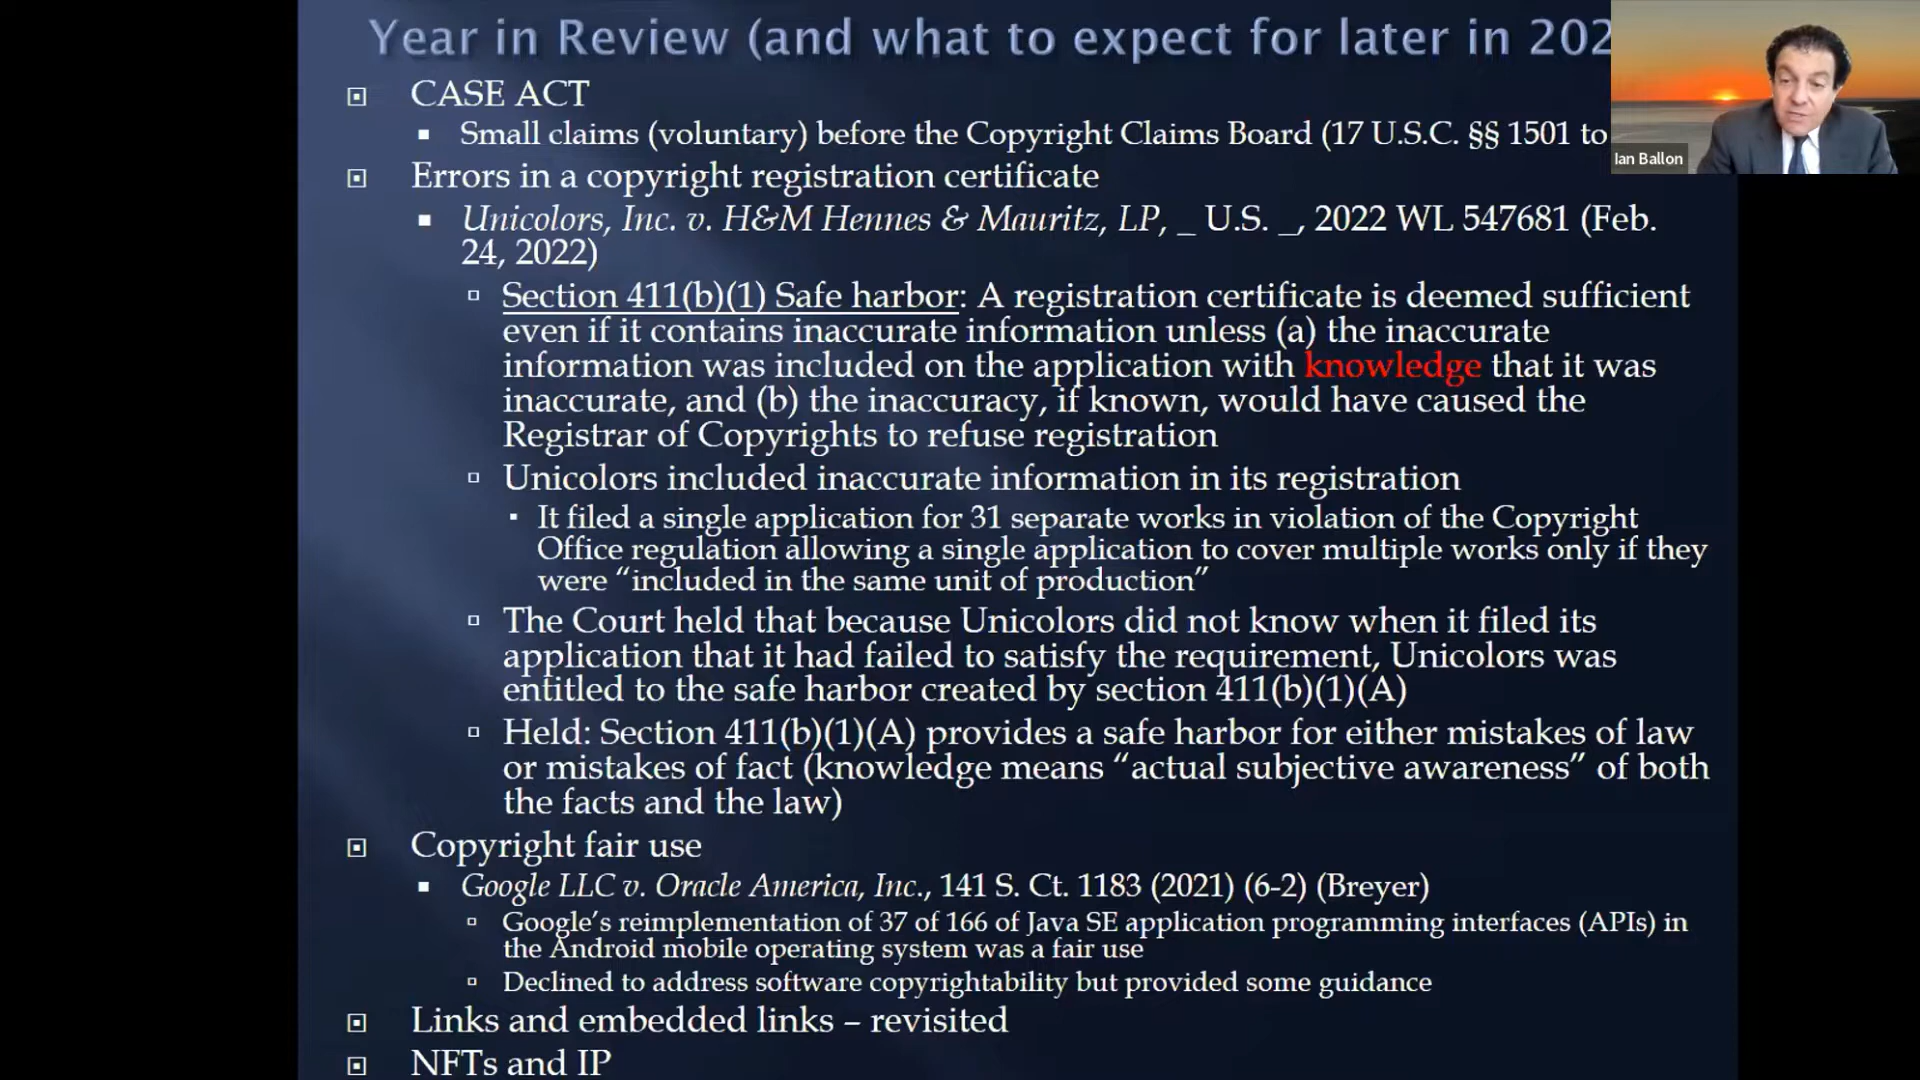 Year in Review (and what to expect for later in 202
CASE ACT
Small claims (voluntary) before the Copyright Claims Board (17 U.S.C. §§ 1501 to
Ian Ballon
Errors in a copyright registration certificate
Unicolors, Inc. v. H&M Hennes & Mauritz, LP, _ U.S. _, 2022 WL 547681 (Feb.
24, 2022)
Section 411(b)(1) Safe harbor: A registration certificate is deemed sufficient
even if it contains inaccurate information unless (a) the inaccurate
information was included on the application with knowledge that it was
inaccurate, and (b) the inaccuracy, if known, would have caused the
Registrar of Copyrights to refuse registration
Unicolors included inaccurate information in its registration
It filed a single application for 31 separate works in violation of the Copyright
Office regulation allowing a single application to cover multiple works only if they
were “included in the same unit of production”
The Court held that because Unicolors did not know when it filed its
application that it had failed to satisfy the requirement, Unicolors was
entitled to the safe harbor created by section 411(b)(1)(A)
Held: Section 411(b)(1)(A) provides a safe harbor for either mistakes of law
or mistakes of fact (knowledge means “actual subjective awareness” of both
the facts and the law)
Copyright fair use
Google LLC v. Oracle America, Inc., 141 S. Ct. 1183 (2021) (6-2) (Breyer)
Google’s reimplementation of 37 of 166 of Java SE application programming interfaces (APIs) in
the Android mobile operating system was a fair use
Declined to address software copyrightability but provided some guidance
Links and embedded links – revisited
NFTs and IP